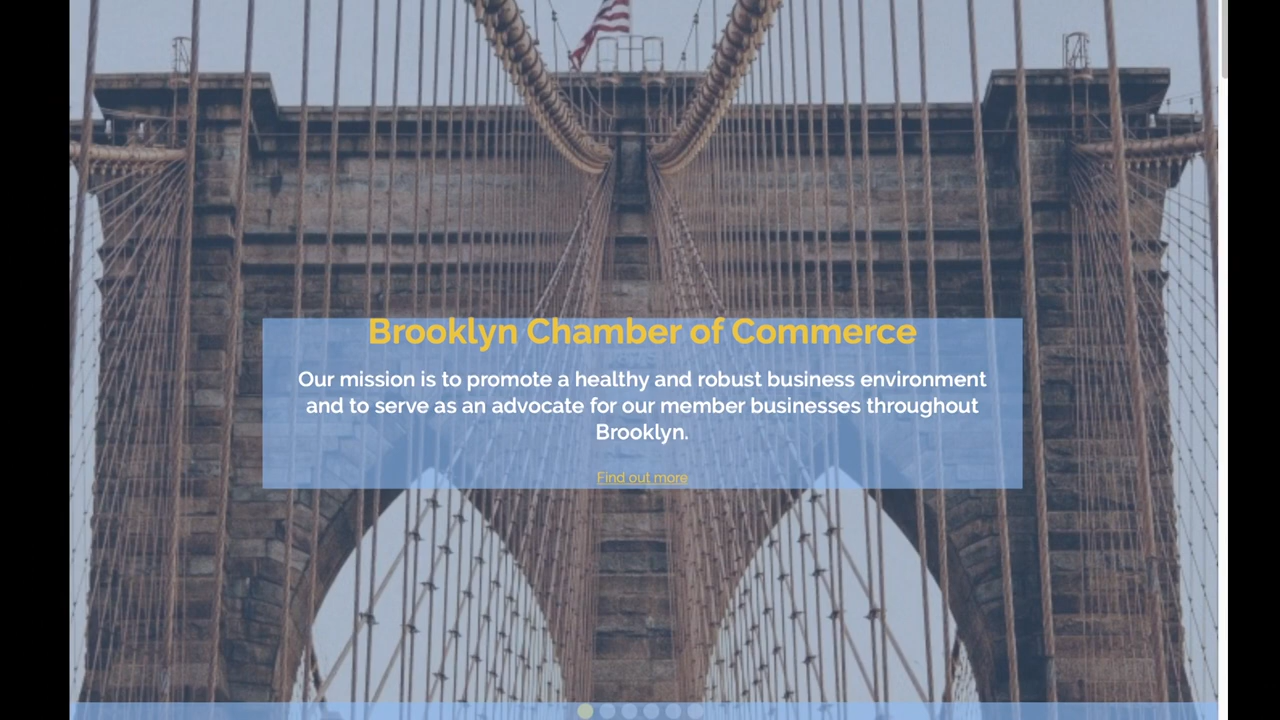 Brooklyn Chamber of Commerce
Our mission is to promote a healthy and robust business environment
and to serve as an advocate for our member businesses throughout
Brooklyn.
Find out more